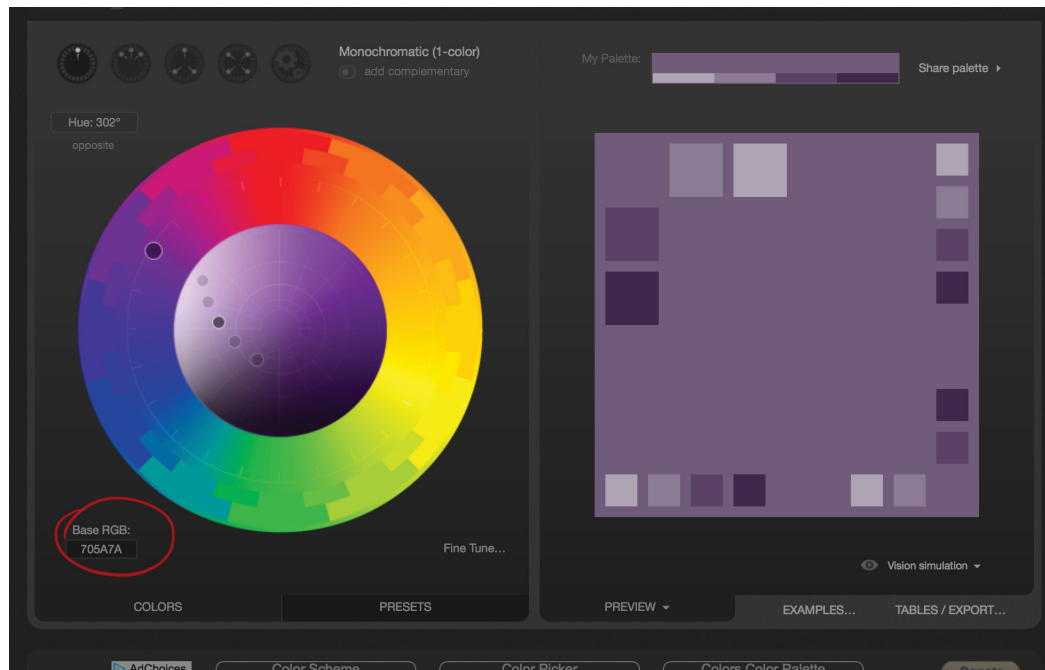 Monochromatic (1-color)
add complementary
My Palette:
Share palette
Hue: 302°
opposite
Base RGB:
705A7A
Fine Tune...
Vision simulation
COLORS
PRESETS
PREVIEW
EXAMPLES...
TABLES / EXPORT...
AdChoices
Color Scheme
Color Picker
Colors Color Palette
Donate